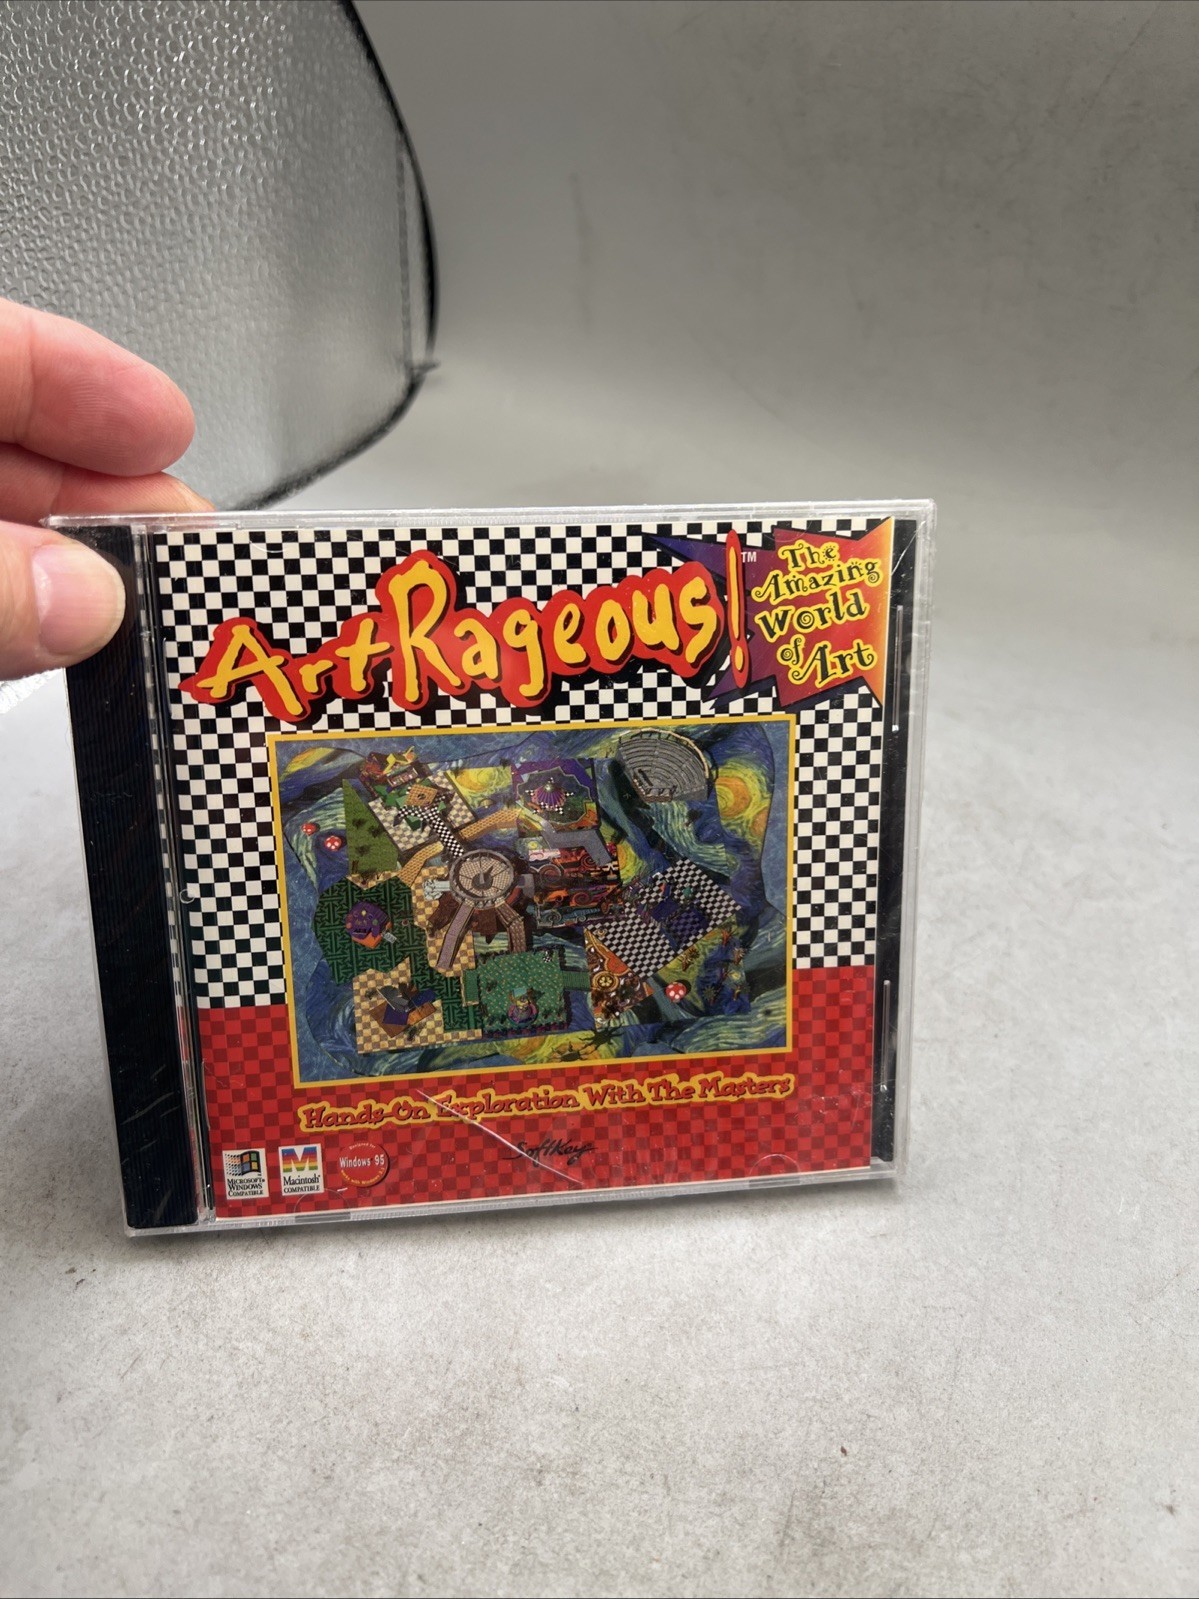 ArtRageous!™
The
Amazing
World
of Art
Hands-On Exploration With The Masters
SoftKey
MICROSOFT®
WINDOWS
COMPATIBLE
M
Macintosh®
COMPATIBLE
Windows 95